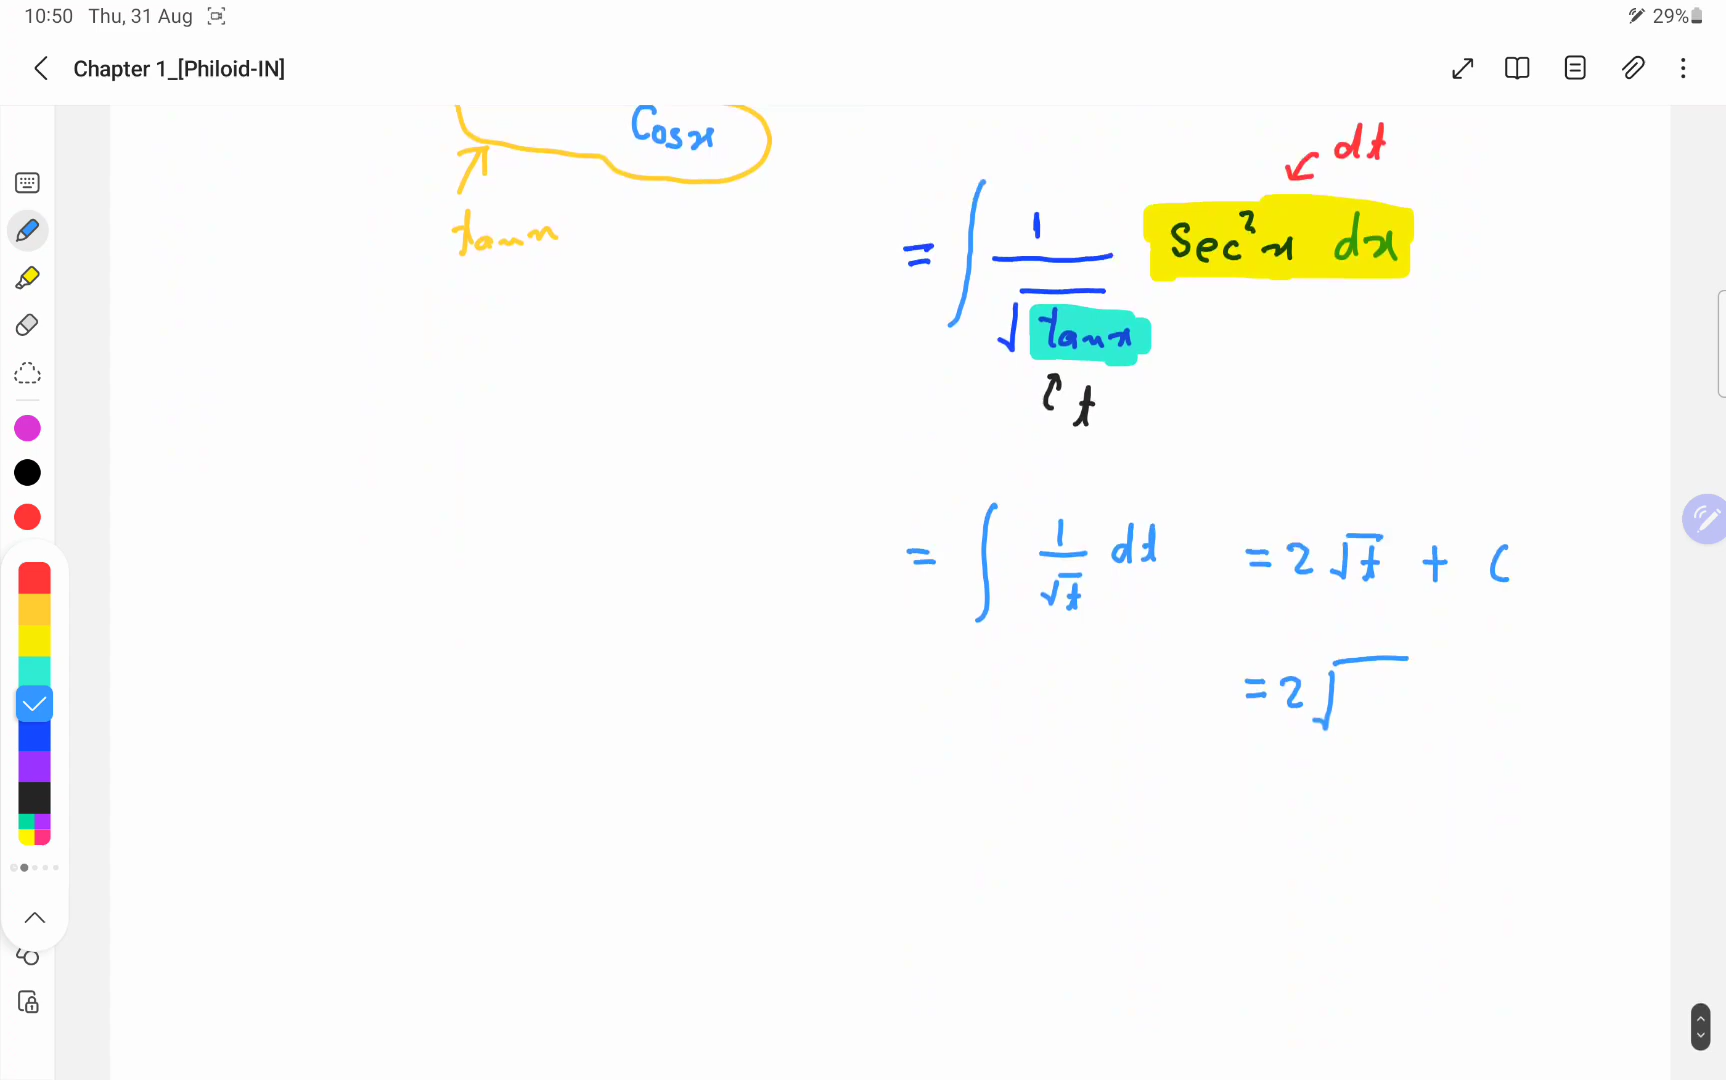 10:50 Thu, 31 Aug 29%
Chapter 1_[Philoid-IN]
Cosx
tanx
dt
= ∫ 1/√tanx Sec²x dx
t
= ∫ 1/√t dt = 2√t + C
= 2√